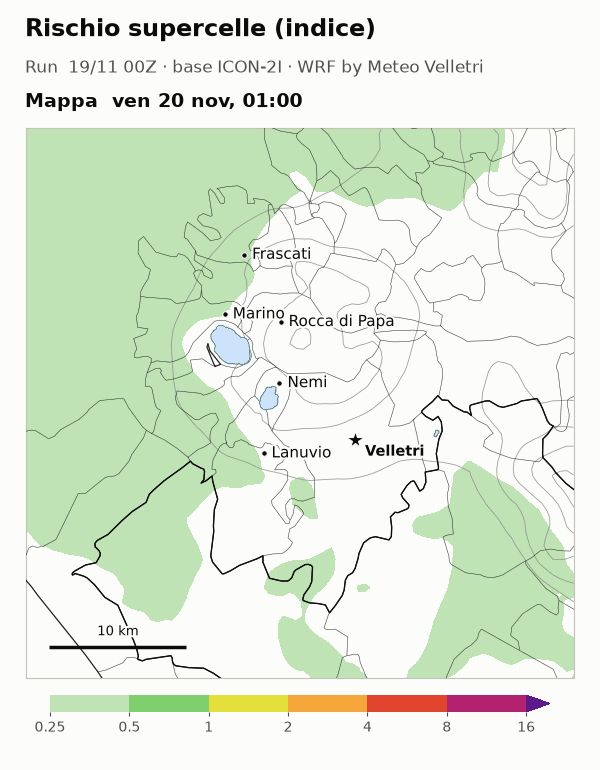 Rischio supercelle (indice)
Run  19/11 00Z · base ICON-2I · WRF by Meteo Velletri
Mappa  ven 20 nov, 01:00
Frascati
Marino
Rocca di Papa
Nemi
Velletri
Lanuvio
10 km
0.25 0.5 1 2 4 8 16